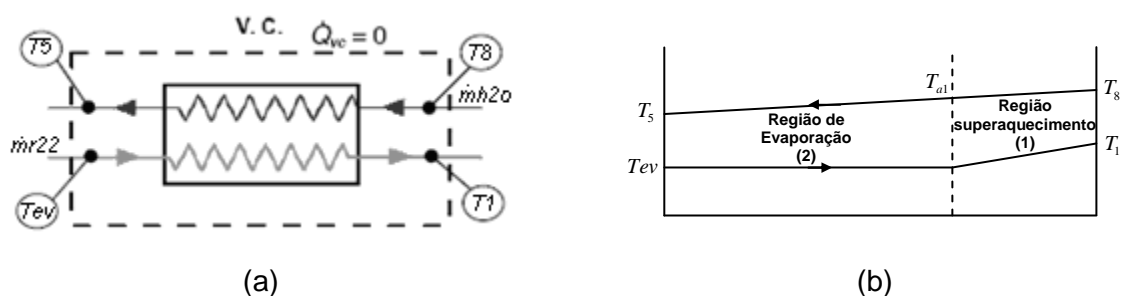 V. C. Q̇vc = 0
T5
T8
ṁh2o
ṁr22
Tev
T1
(a)
T5
Ta1
T8
Região de
Evaporação
(2)
Região
superaquecimento
(1)
Tev
T1
(b)